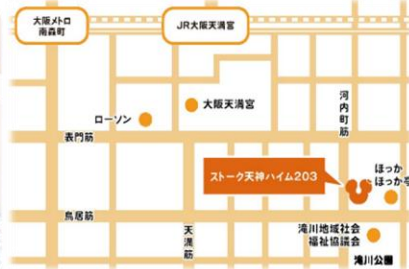 大阪メトロ
南森町
JR大阪天満宮
大阪天満宮
ローソン
河内町筋
表門筋
ストーク天神ハイム203
ほっか
ほっか亭
鳥居筋
天満筋
滝川地域社会
福祉協議会
滝川公園